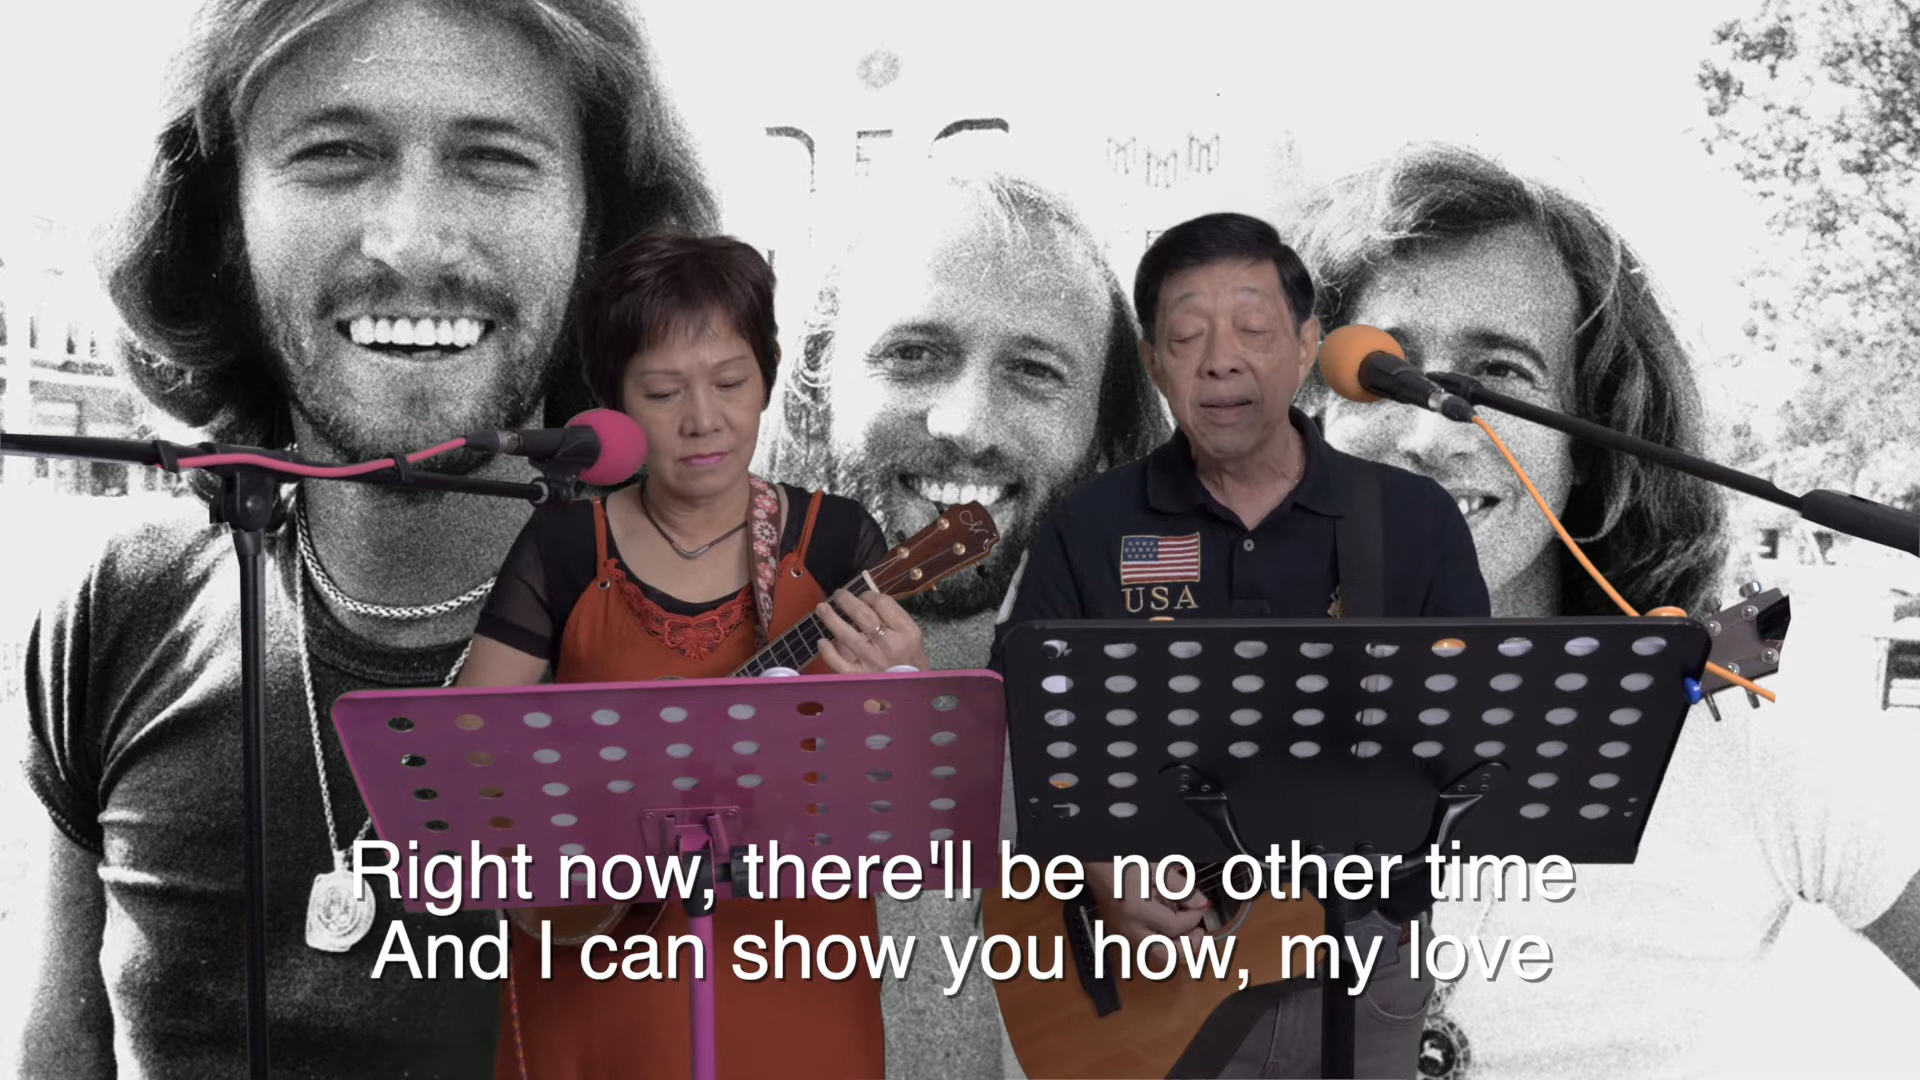 USA
Right now, there'll be no other time
And I can show you how, my love